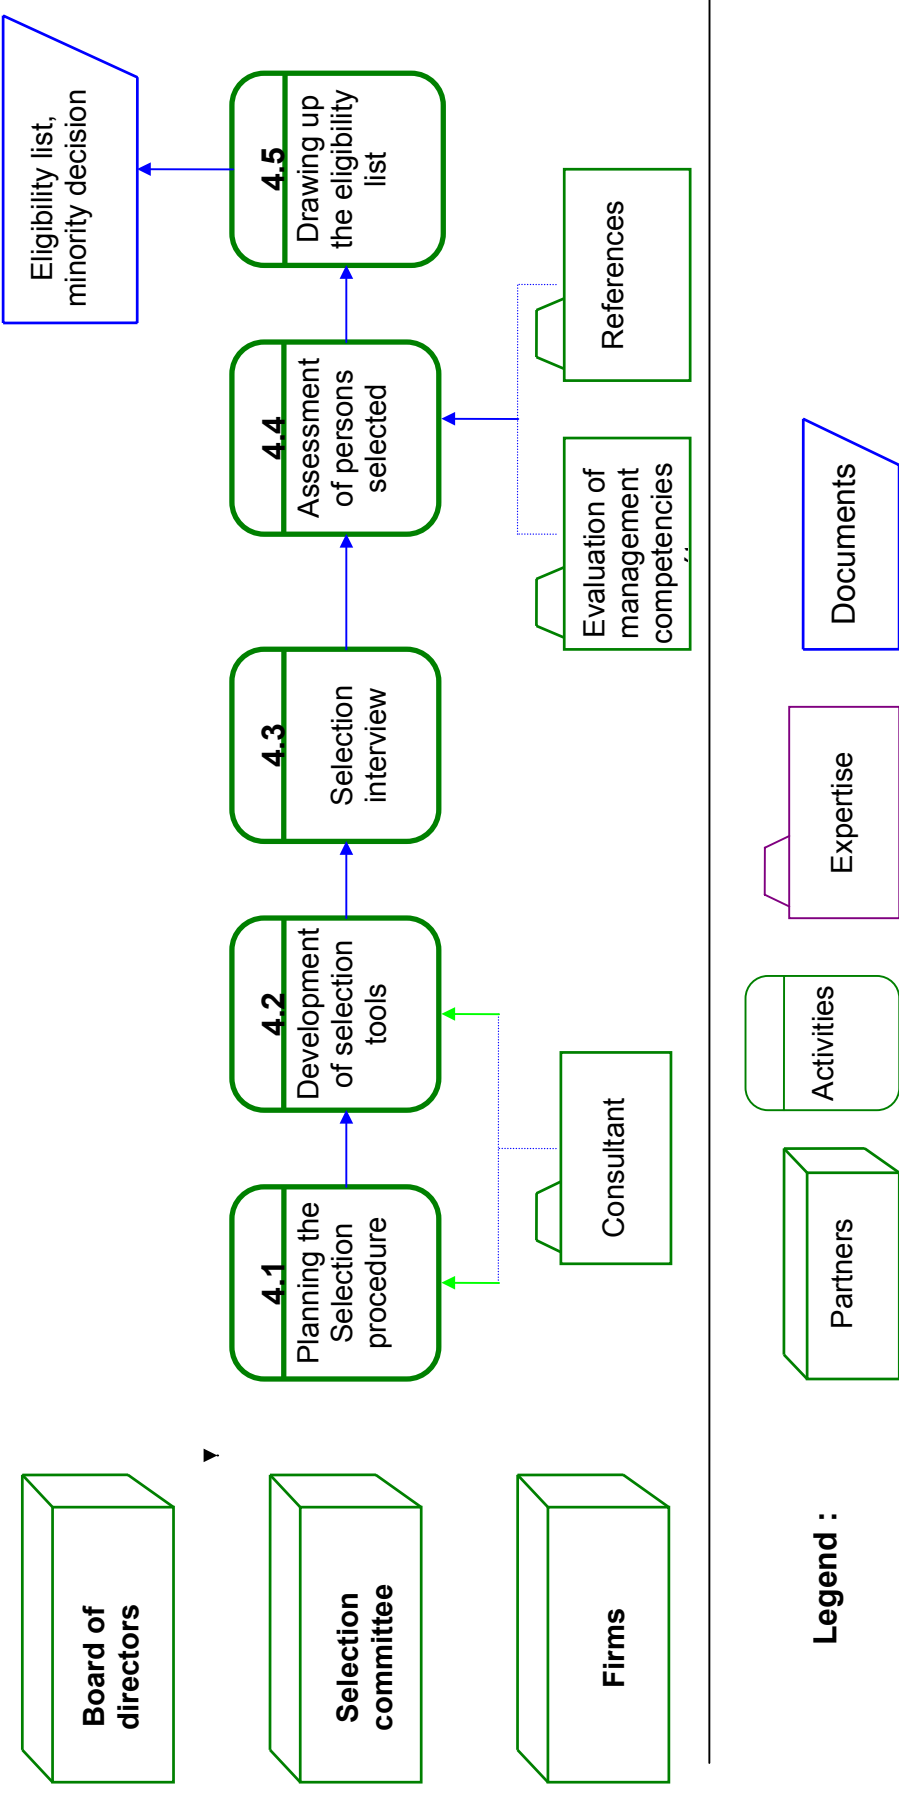 Board of
directors
Eligibility list,
minority decision
Selection
committee
4.1
Planning the
Selection
procedure
4.2
Development
of selection
tools
4.3
Selection
interview
4.4
Assessment
of persons
selected
4.5
Drawing up
the eligibility
list
Firms
Consultant
Evaluation of
management
competencies
References
Legend :
Partners
Activities
Expertise
Documents